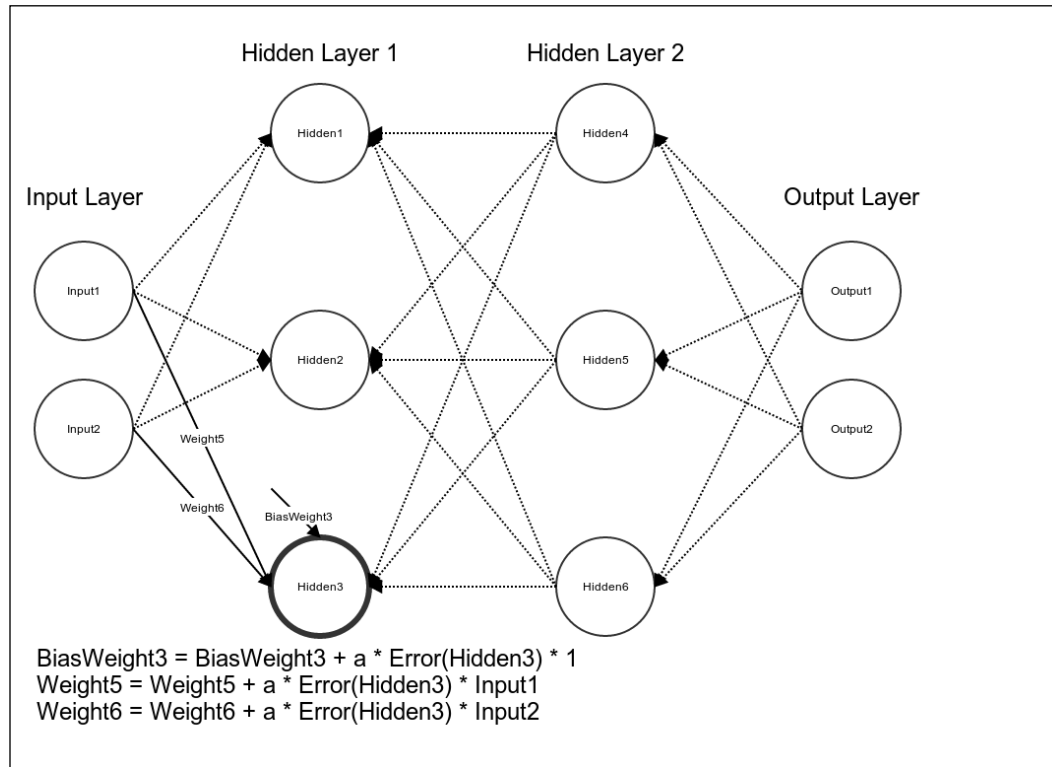 Hidden Layer 1
Hidden Layer 2
Hidden1
Hidden4
Input Layer
Output Layer
Input1
Output1
Hidden2
Hidden5
Input2
Output2
Weight5
Weight6
BiasWeight3
Hidden3
Hidden6
BiasWeight3 = BiasWeight3 + a * Error(Hidden3) * 1
Weight5 = Weight5 + a * Error(Hidden3) * Input1
Weight6 = Weight6 + a * Error(Hidden3) * Input2